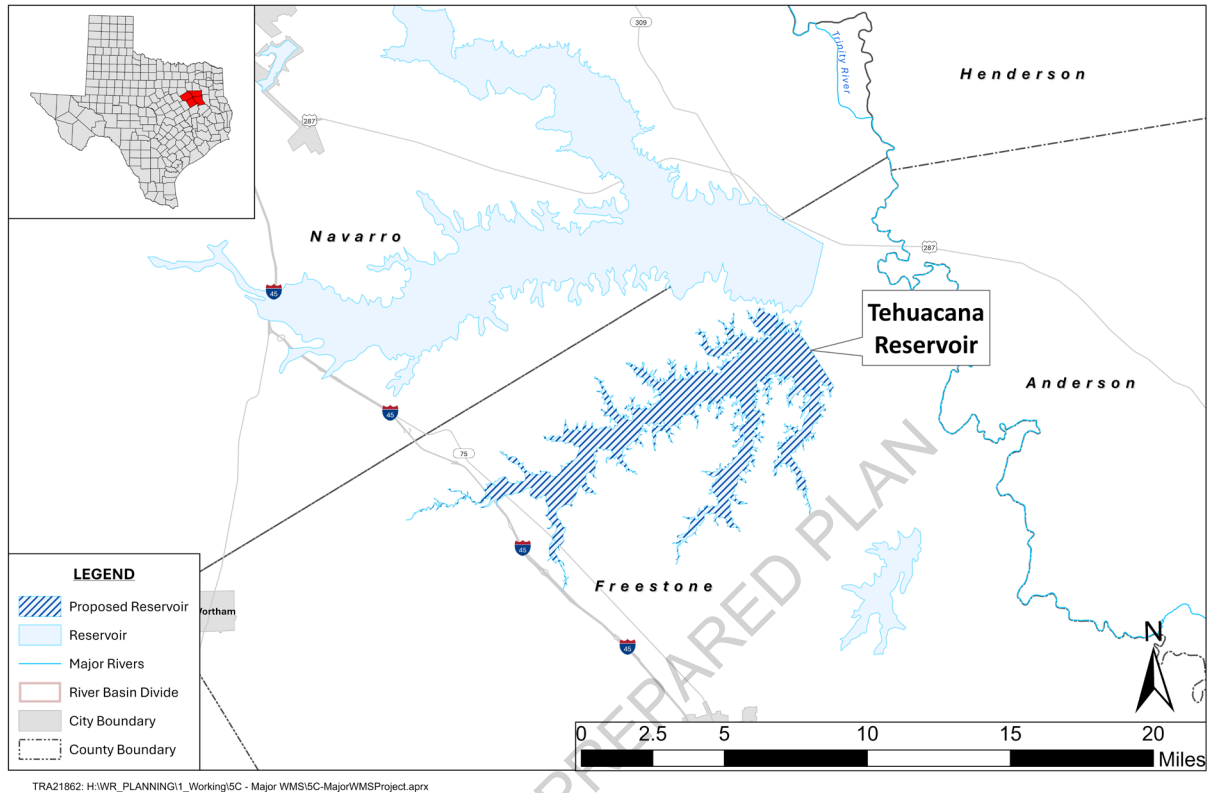 309
Trinity River
Henderson
287
Navarro
287
45
Tehuacana
Reservoir
Anderson
45
75
45
Freestone
45
LEGEND
Proposed Reservoir
Reservoir
Major Rivers
River Basin Divide
City Boundary
County Boundary
ortham
PREPARED PLAN
N
0 2.5 5 10 15 20
Miles
TRA21862: H:\WR_PLANNING\1_Working\5C - Major WMS\5C-MajorWMSProject.aprx